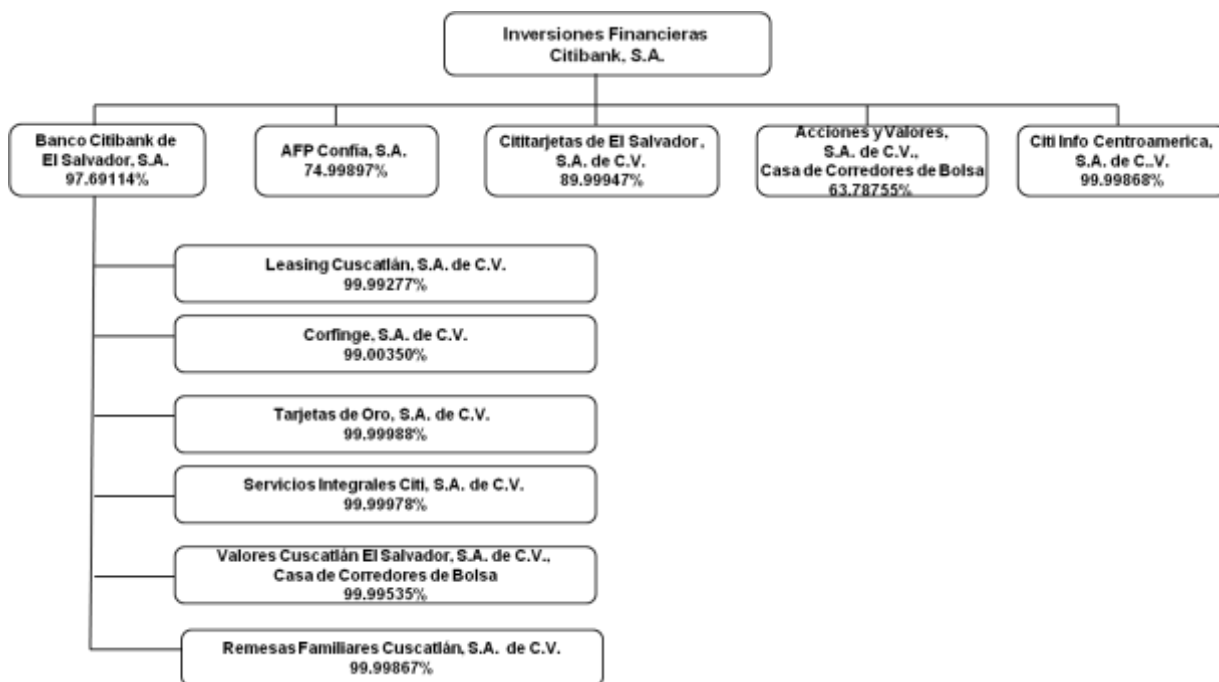 Inversiones Financieras
Citibank, S.A.
Banco Citibank de
El Salvador, S.A.
97.69114%
AFP Confía, S.A.
74.99897%
Cititarjetas de El Salvador,
S.A. de C.V.
89.99947%
Acciones y Valores,
S.A. de C.V.,
Casa de Corredores de Bolsa
63.78755%
Citi Info Centroamerica,
S.A. de C..V.
99.99868%
Leasing Cuscatlán, S.A. de C.V.
99.99277%
Corfinge, S.A. de C.V.
99.00350%
Tarjetas de Oro, S.A. de C.V.
99.99988%
Servicios Integrales Citi, S.A. de C.V.
99.99978%
Valores Cuscatlán El Salvador, S.A. de C.V.,
Casa de Corredores de Bolsa
99.99535%
Remesas Familiares Cuscatlán, S.A. de C.V.
99.99867%